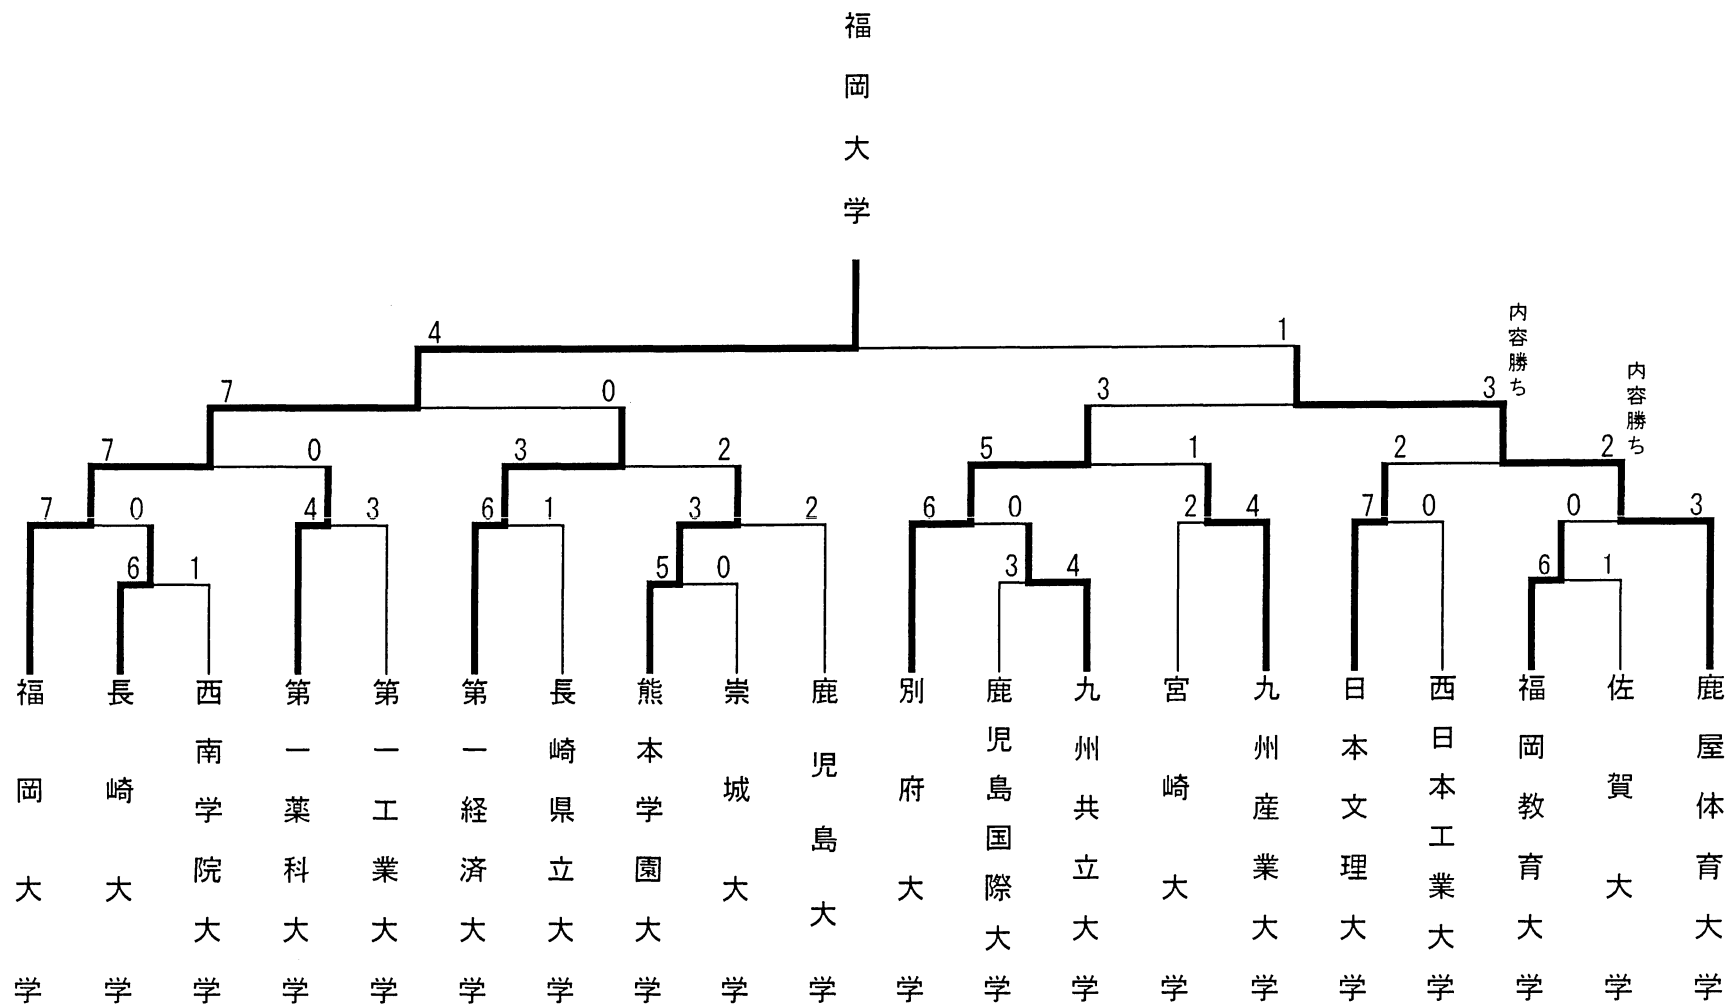 福岡大学
4
1
内容勝ち
7
0
3
3
内容勝ち
7
0
3
2
5
1
2
2
7
0
4
3
6
1
3
2
6
0
2
4
7
0
0
3
6
1
5
0
3
4
6
1
福岡大学
長崎大学
西南学院大学
第一薬科大学
第一工業大学
第一経済大学
長崎県立大学
熊本学園大学
崇城大学
鹿児島大学
別府大学
鹿児島国際大学
九州共立大学
宮崎大学
九州産業大学
日本文理大学
西日本工業大学
福岡教育大学
佐賀大学
鹿屋体育大学